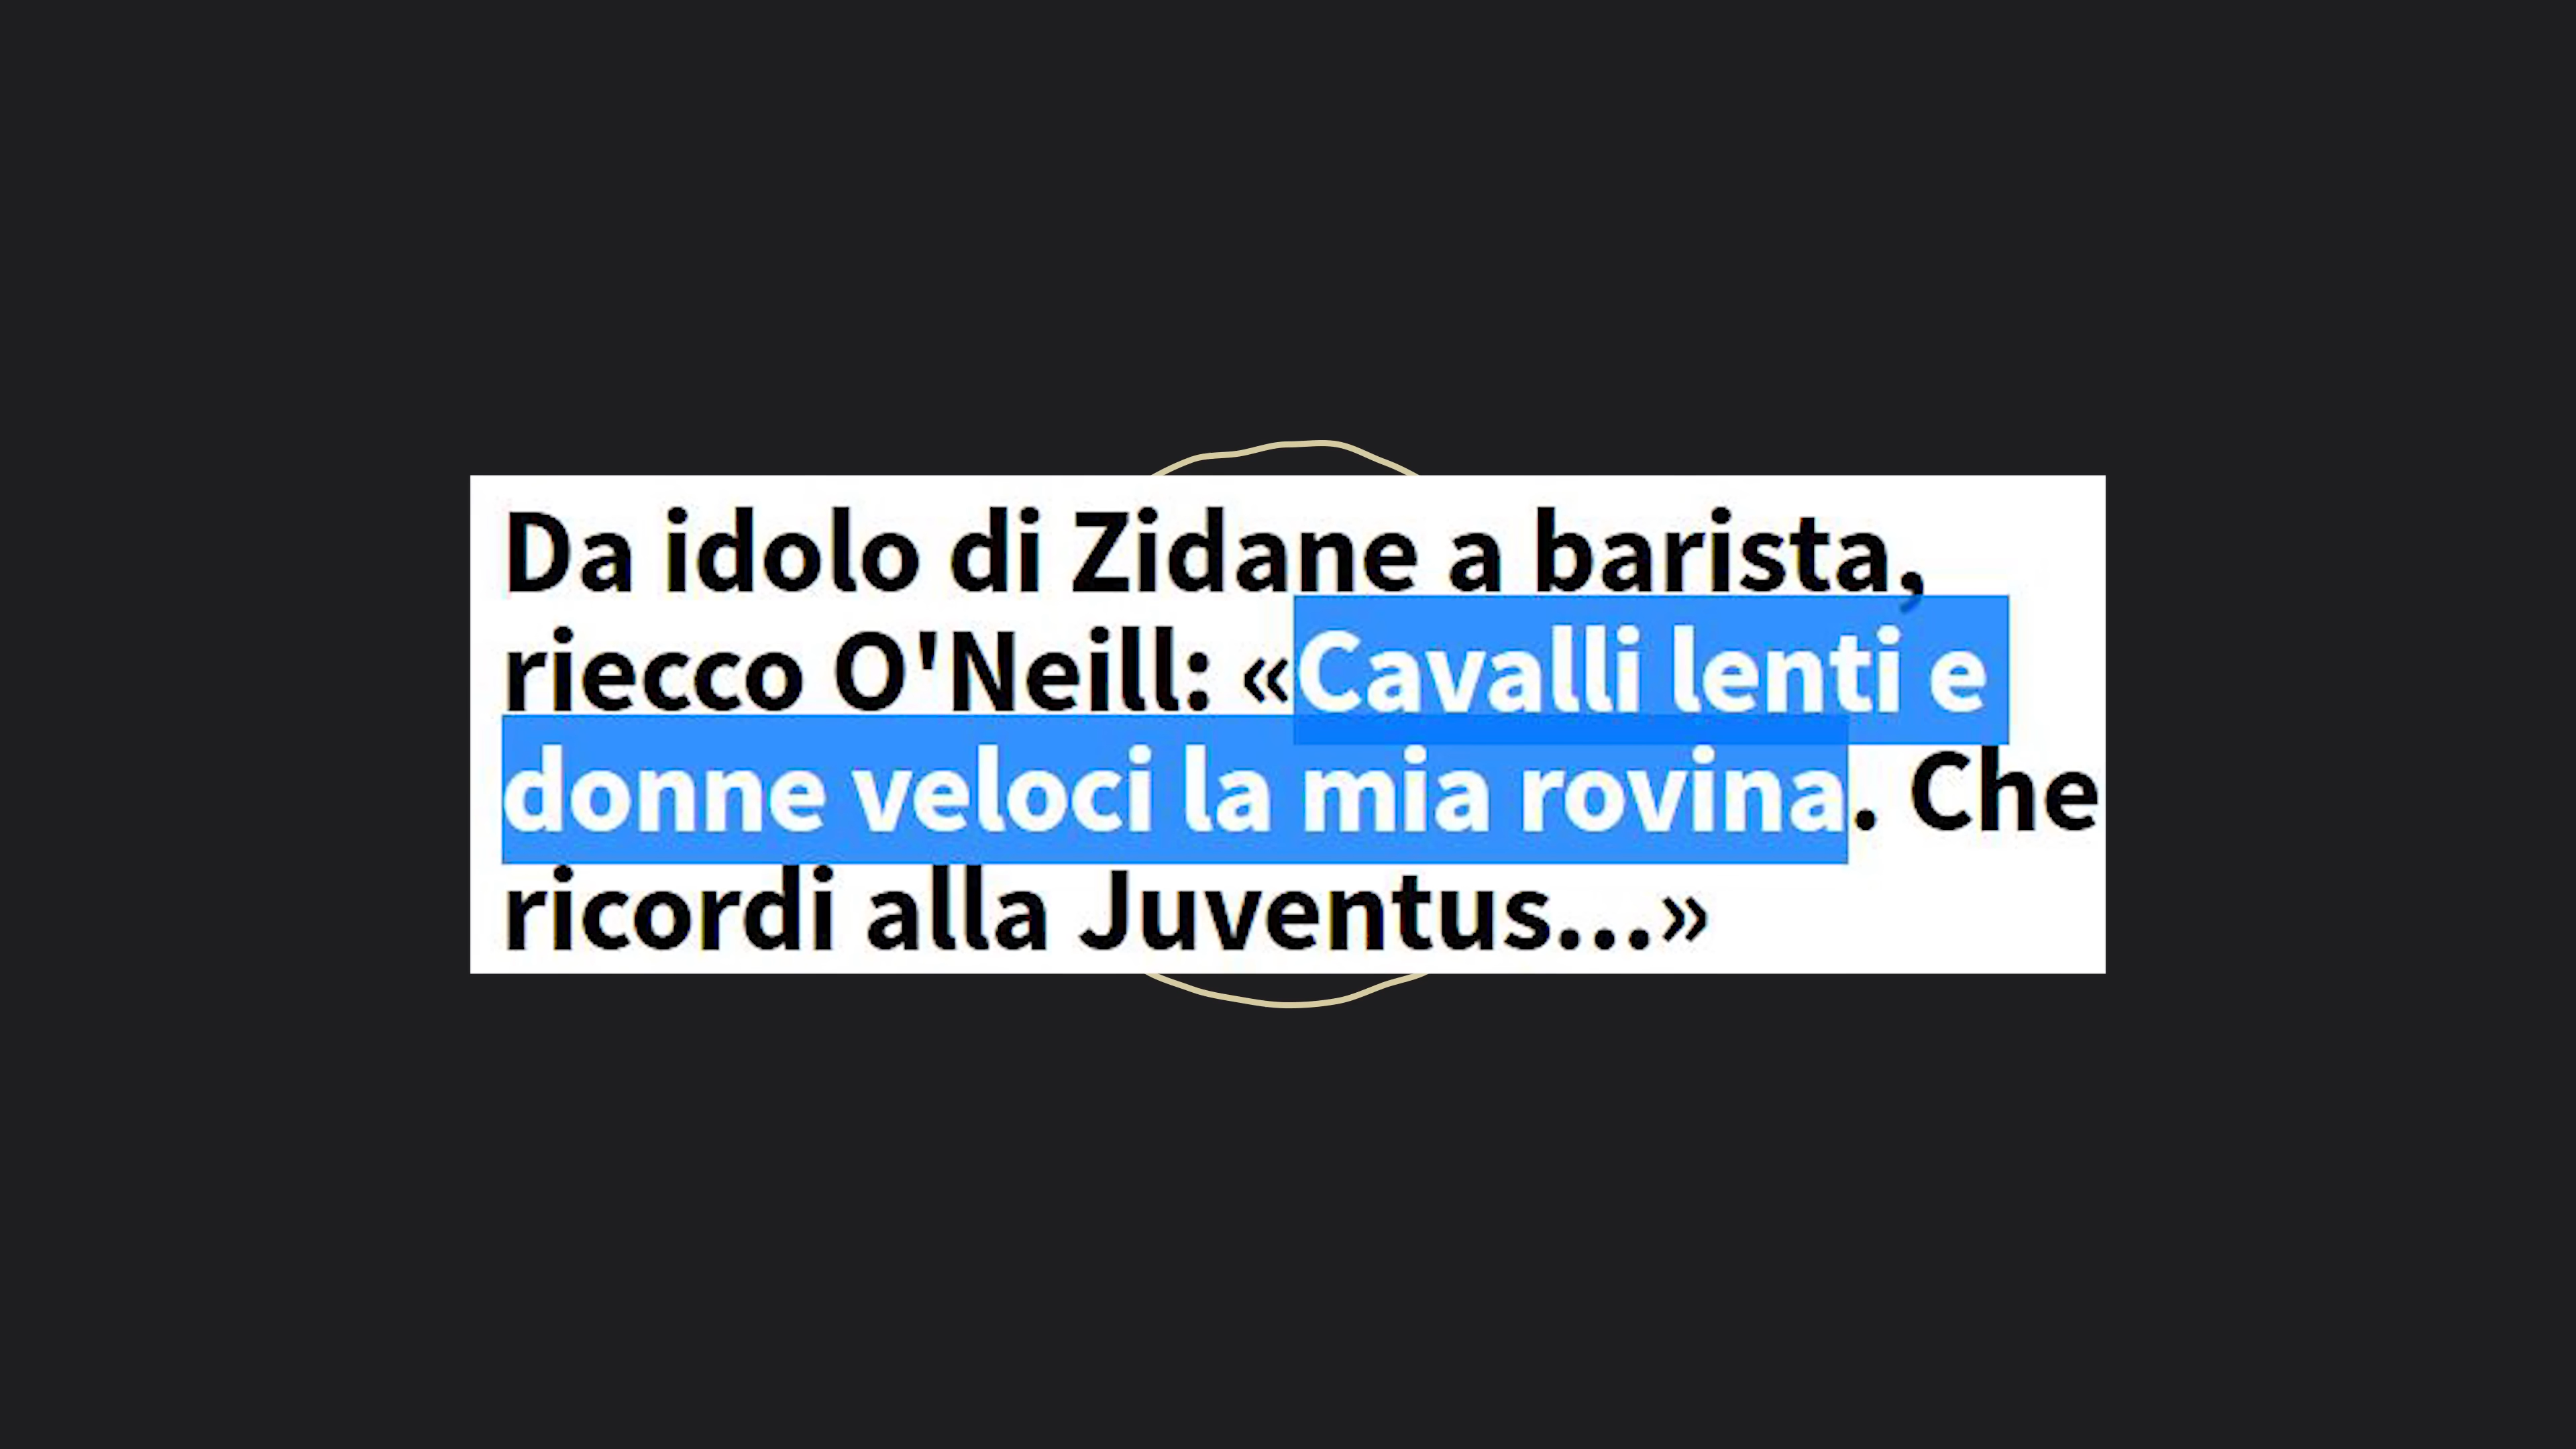 Da idolo di Zidane a barista,
riecco O'Neill: «Cavalli lenti e
donne veloci la mia rovina. Che
ricordi alla Juventus...»